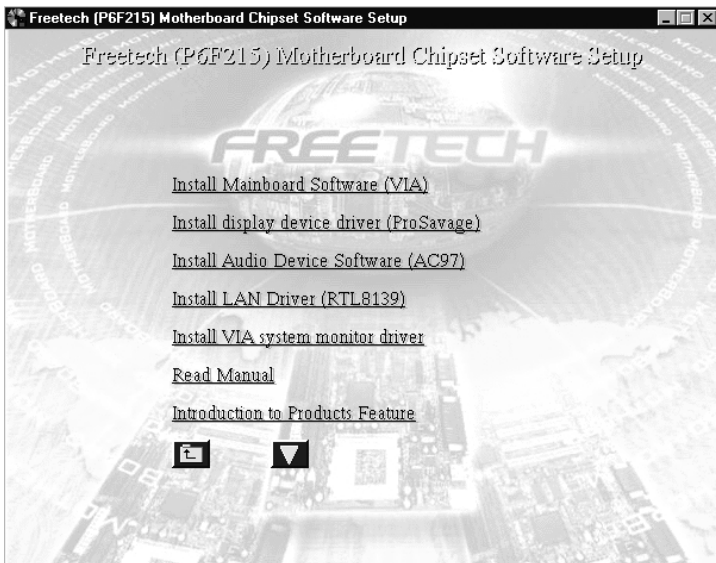 Freetech (P6F215) Motherboard Chipset Software Setup
Freetech (P6F215) Motherboard Chipset Software Setup
FREETECH
Install Mainboard Software (VIA)
Install display device driver (ProSavage)
Install Audio Device Software (AC97)
Install LAN Driver (RTL8139)
Install VIA system monitor driver
Read Manual
Introduction to Products Feature